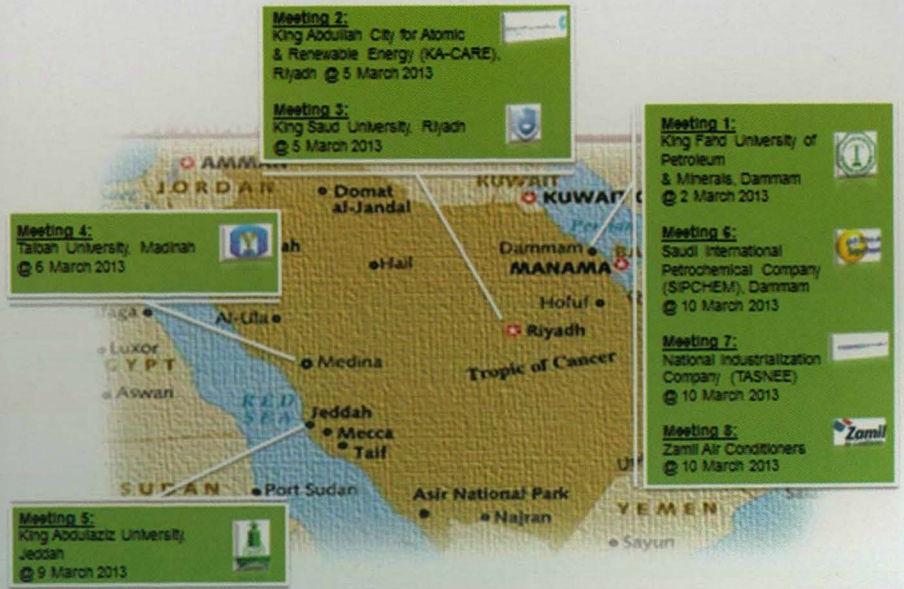 Meeting 2:
King Abdullah City for Atomic
& Renewable Energy (KA-CARE),
Riyadh @ 5 March 2013
Meeting 3:
King Saud University, Riyadh
@ 5 March 2013
Meeting 1:
King Fahd University of
Petroleum
& Minerals, Dammam
@ 2 March 2013
Meeting 6:
Saudi International
Petrochemical Company
(SIPCHEM), Dammam
@ 10 March 2013
Meeting 7:
National Industrialization
Company (TASNEE)
@ 10 March 2013
Meeting 8:
Zamil Air Conditioners
@ 10 March 2013
Zamil
Meeting 4:
Taibah University, Madinah
@ 6 March 2013
Meeting 5:
King Abdulaziz University,
Jeddah
@ 9 March 2013
AMMAN
JORDAN
KUWAIT
KUWAIT
Domat
al-Jandal
Hail
Dammam
MANAMA
Hofuf
Al-Ula
Riyadh
Luxor
Medina
Tropic of Cancer
Aswan
RED
SEA
Jeddah
Mecca
Taif
SUDAN
Port Sudan
Asir National Park
Najran
YEMEN
Sayun